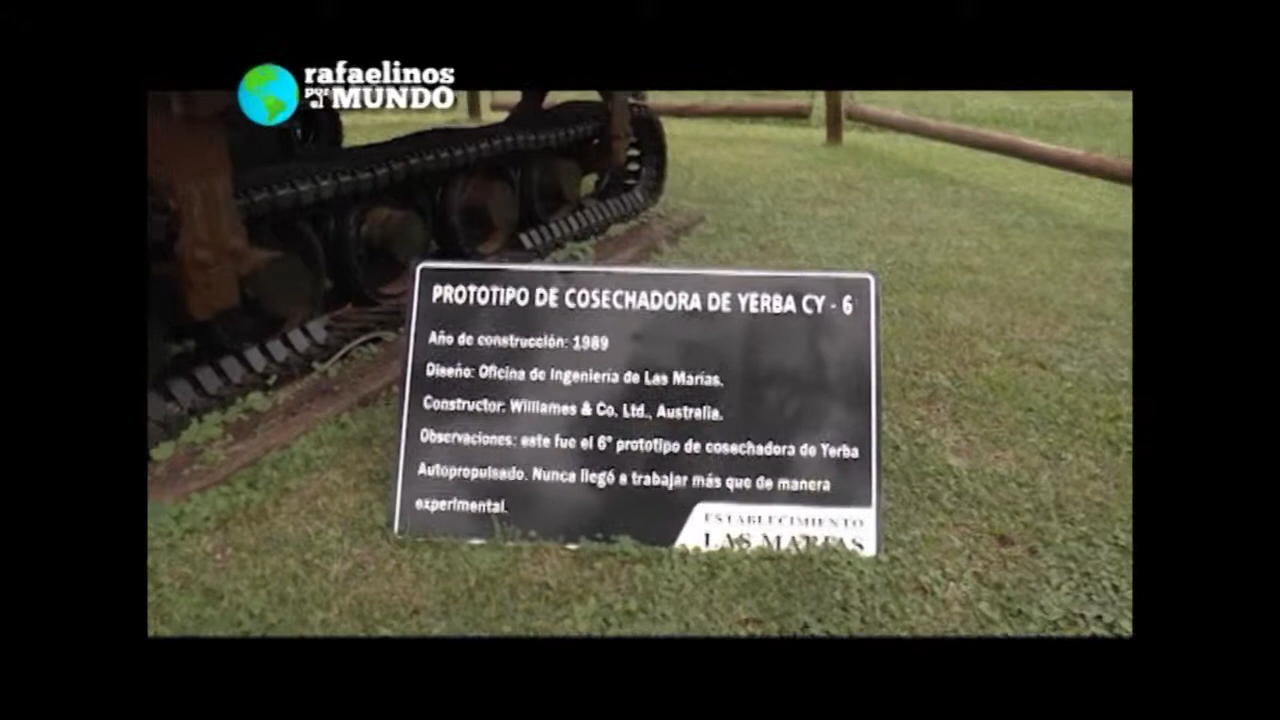 rafaelinos
POR EL MUNDO
PROTOTIPO DE COSECHADORA DE YERBA CY - 6
Año de construcción: 1989
Diseño: Oficina de Ingeniería de Las Marías.
Constructor: Williames & Co. Ltd., Australia.
Observaciones: este fue el 6° prototipo de cosechadora de Yerba
Autopropulsado. Nunca llegó a trabajar más que de manera
experimental.
ESTABLECIMIENTO
LAS MARIAS